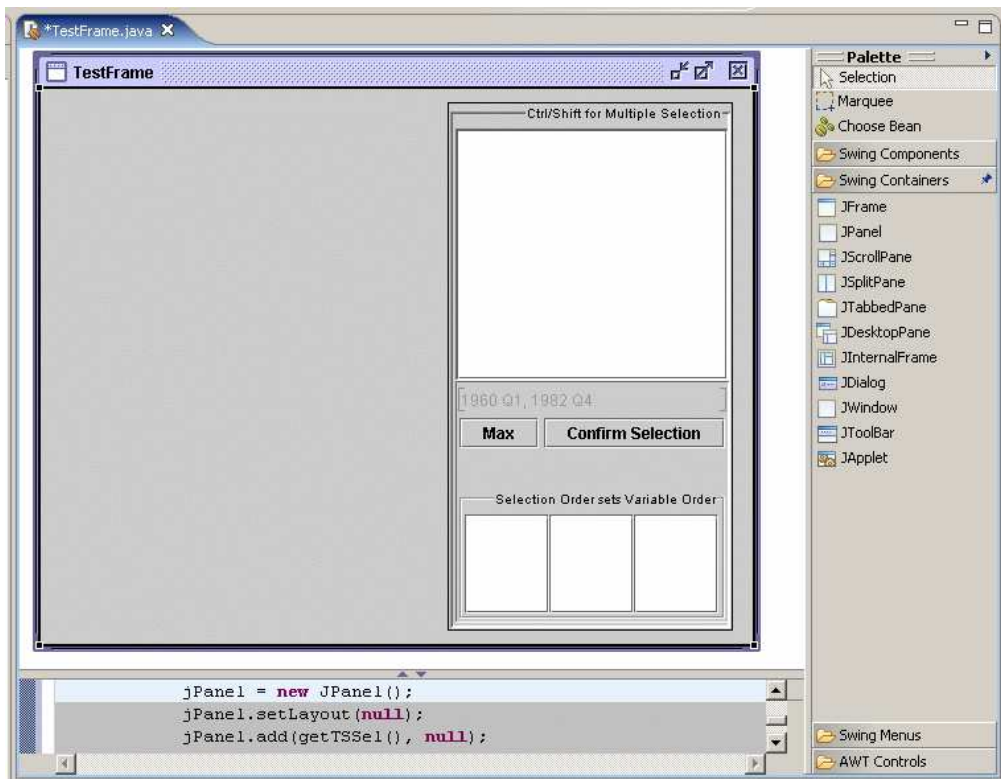 *TestFrame.java
TestFrame
Ctrl/Shift for Multiple Selection
1960 Q1, 1982 Q4
Max
Confirm Selection
Selection Order sets Variable Order
jPanel = new JPanel();
jPanel.setLayout(null);
jPanel.add(getTSSel(), null);
Palette
Selection
Marquee
Choose Bean
Swing Components
Swing Containers
JFrame
JPanel
JScrollPane
JSplitPane
JTabbedPane
JDesktopPane
JInternalFrame
JDialog
JWindow
JToolBar
JApplet
Swing Menus
AWT Controls